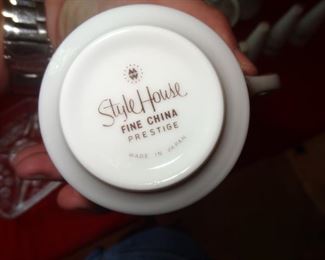 Style House
FINE CHINA
PRESTIGE
MADE IN JAPAN